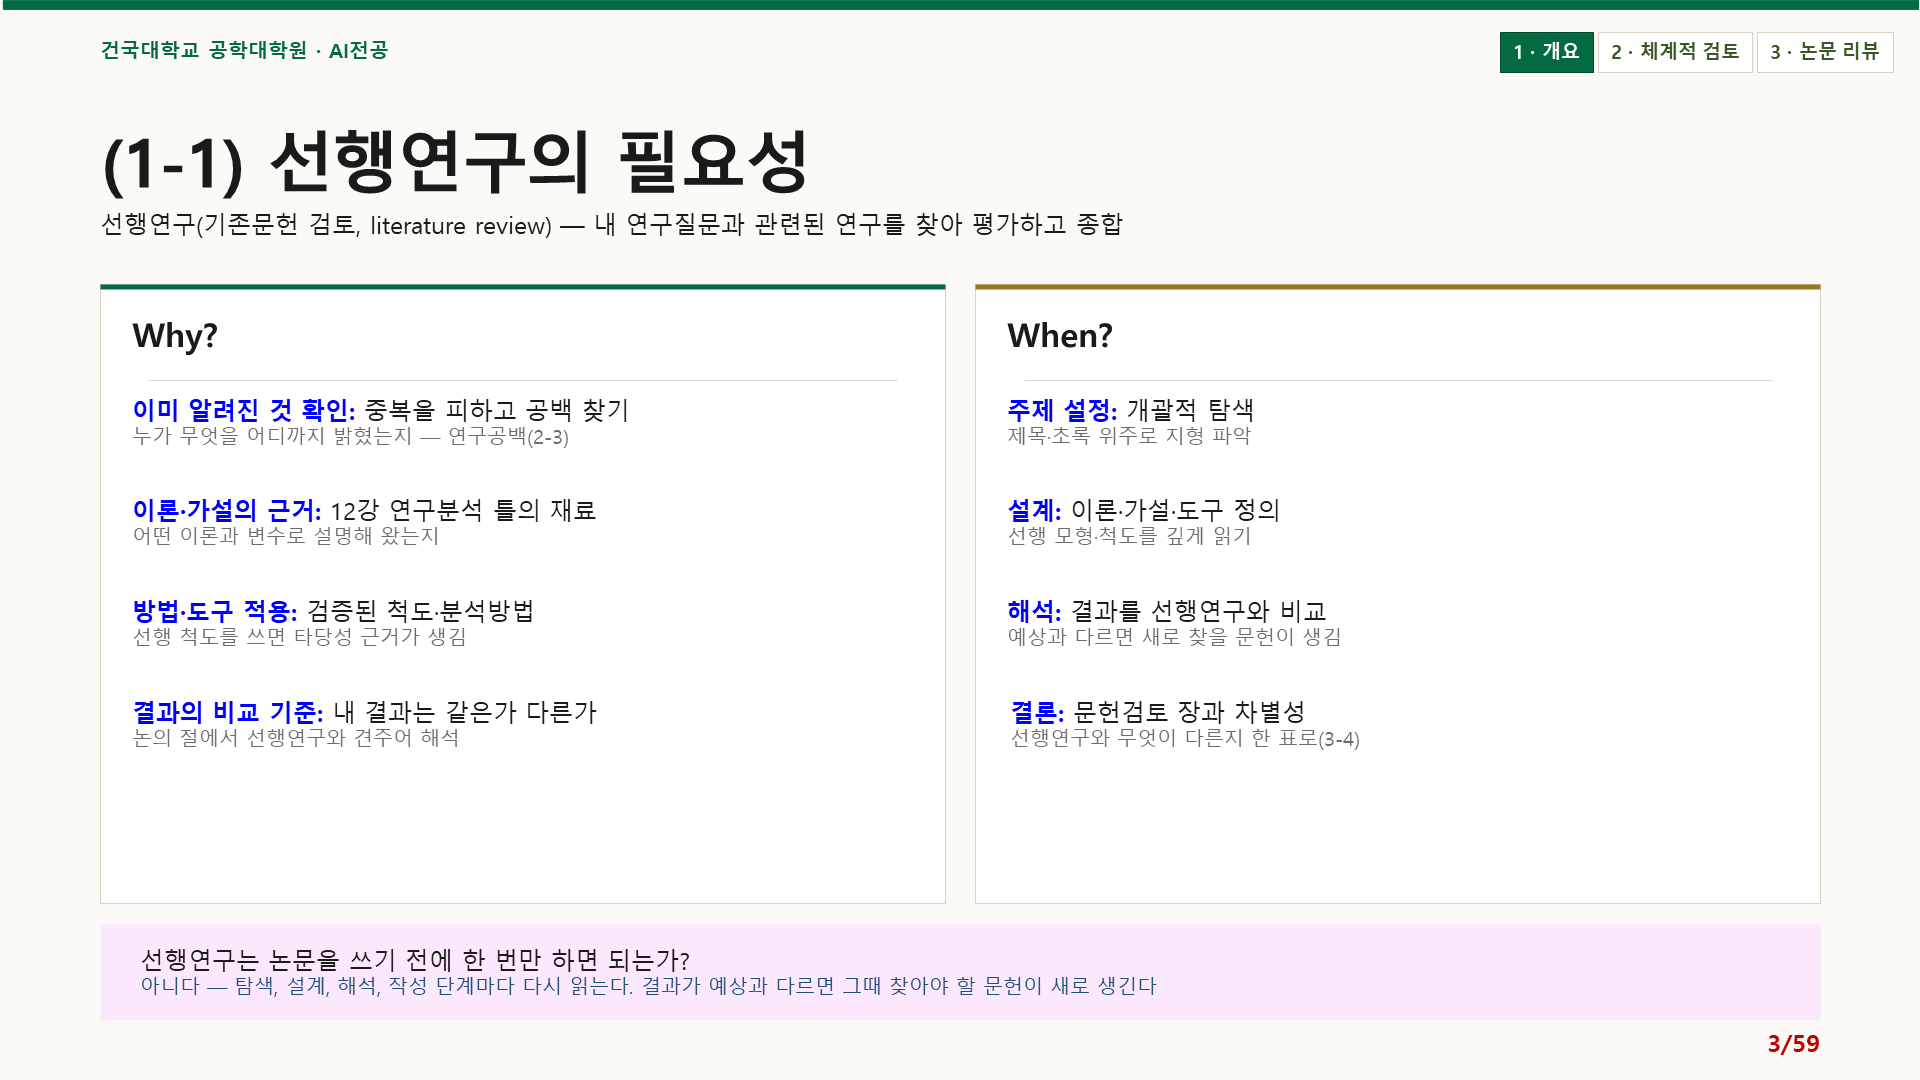 건국대학교 공학대학원 · AI전공
1 · 개요
2 · 체계적 검토
3 · 논문 리뷰
(1-1) 선행연구의 필요성
선행연구(기존문헌 검토, literature review) — 내 연구질문과 관련된 연구를 찾아 평가하고 종합
Why?
이미 알려진 것 확인: 중복을 피하고 공백 찾기
누가 무엇을 어디까지 밝혔는지 — 연구공백(2-3)
이론·가설의 근거: 12강 연구분석 틀의 재료
어떤 이론과 변수로 설명해 왔는지
방법·도구 적용: 검증된 척도·분석방법
선행 척도를 쓰면 타당성 근거가 생김
결과의 비교 기준: 내 결과는 같은가 다른가
논의 절에서 선행연구와 견주어 해석
When?
주제 설정: 개괄적 탐색
제목·초록 위주로 지형 파악
설계: 이론·가설·도구 정의
선행 모형·척도를 깊게 읽기
해석: 결과를 선행연구와 비교
예상과 다르면 새로 찾을 문헌이 생김
결론: 문헌검토 장과 차별성
선행연구와 무엇이 다른지 한 표로(3-4)
선행연구는 논문을 쓰기 전에 한 번만 하면 되는가?
아니다 — 탐색, 설계, 해석, 작성 단계마다 다시 읽는다. 결과가 예상과 다르면 그때 찾아야 할 문헌이 새로 생긴다
3/59